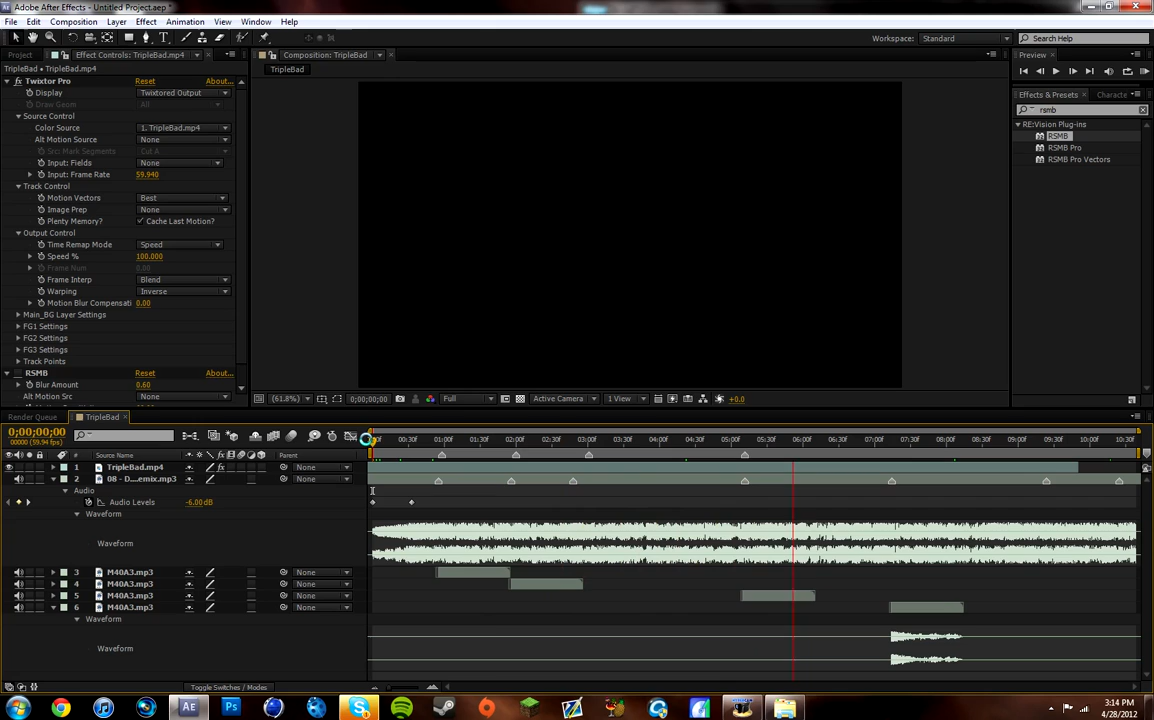 Adobe After Effects - Untitled Project.aep *
File Edit Composition Layer Effect Animation View Window Help
Workspace: Standard Search Help
Project Effect Controls: TripleBad.mp4 Composition: TripleBad Preview
TripleBad • TripleBad.mp4 TripleBad
Twixtor Pro Reset About...
Display Twixtored Output
Draw Geom All
Source Control
Color Source 1. TripleBad.mp4
Alt Motion Source None
Src: Mark Segments Cut A
Input: Fields None
Input: Frame Rate 59.940
Track Control
Motion Vectors Best
Image Prep None
Plenty Memory? Cache Last Motion?
Output Control
Time Remap Mode Speed
Speed % 100.000
Frame Num 0.00
Frame Interp Blend
Warping Inverse
Motion Blur Compensati 0.00
Main_BG Layer Settings
FG1 Settings
FG2 Settings
FG3 Settings
Track Points
RSMB Reset About...
Blur Amount 0.60
Alt Motion Src None
Effects & Presets Characte
rsmb
RE:Vision Plug-ins
RSMB
RSMB Pro
RSMB Pro Vectors
(61.8%) 0;00;00;00 Full Active Camera 1 View +0.0
Render Queue TripleBad
0;00;00;00
00000 (59.94 fps)
00:30f 01:00f 01:30f 02:00f 02:30f 03:00f 03:30f 04:00f 04:30f 05:00f 05:30f 06:00f 06:30f 07:00f 07:30f 08:00f 08:30f 09:00f 09:30f 10:00f 10:30f
# Source Name Parent
1 TripleBad.mp4 None
2 08 - D....emix.mp3 None
Audio
Audio Levels -6.00dB
Waveform
Waveform
3 M40A3.mp3 None
4 M40A3.mp3 None
5 M40A3.mp3 None
6 M40A3.mp3 None
Waveform
Waveform
Toggle Switches / Modes
Ae Ps
3:14 PM
4/28/2012